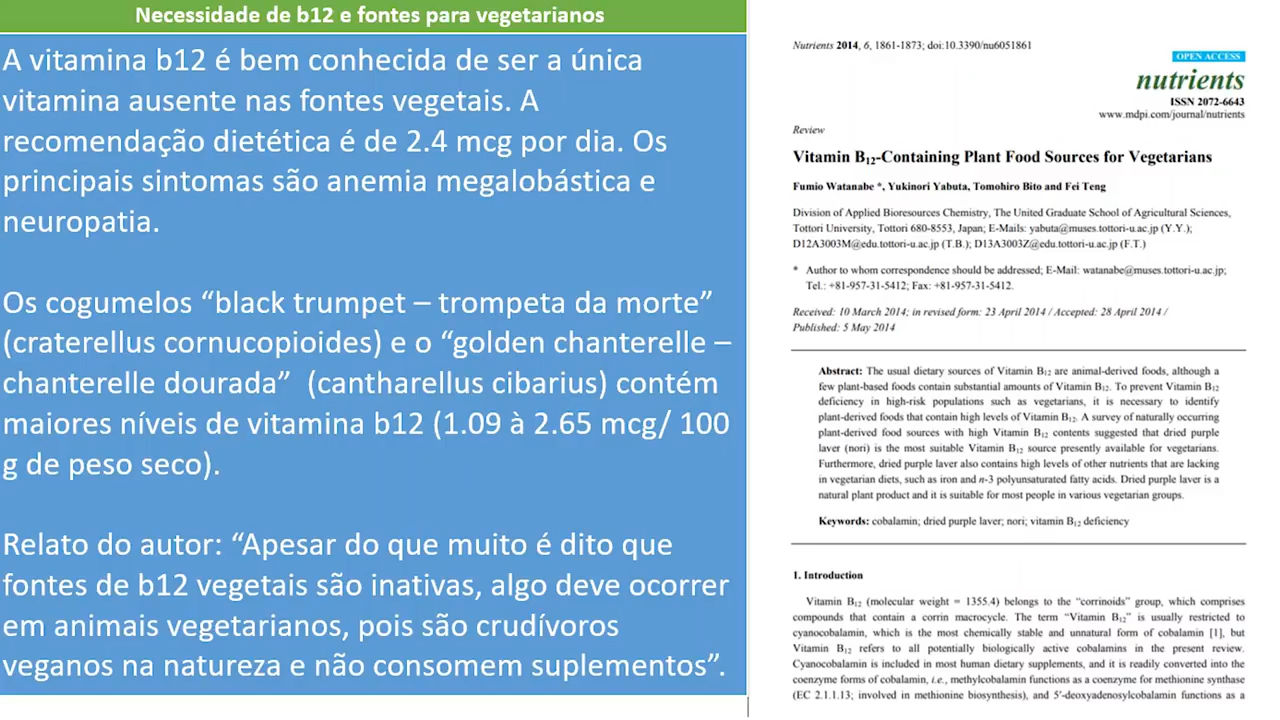 Necessidade de b12 e fontes para vegetarianos
A vitamina b12 é bem conhecida de ser a única
vitamina ausente nas fontes vegetais. A
recomendação dietética é de 2.4 mcg por dia. Os
principais sintomas são anemia megalobástica e
neuropatia.
Os cogumelos “black trumpet – trompeta da morte”
(craterellus cornucopioides) e o “golden chanterelle –
chanterelle dourada”  (cantharellus cibarius) contém
maiores níveis de vitamina b12 (1.09 à 2.65 mcg/ 100
g de peso seco).
Relato do autor: “Apesar do que muito é dito que
fontes de b12 vegetais são inativas, algo deve ocorrer
em animais vegetarianos, pois são crudívoros
veganos na natureza e não consomem suplementos”.
Nutrients 2014, 6, 1861-1873; doi:10.3390/nu6051861
OPEN ACCESS
nutrients
ISSN 2072-6643
www.mdpi.com/journal/nutrients
Review
Vitamin B12-Containing Plant Food Sources for Vegetarians
Fumio Watanabe *, Yukinori Yabuta, Tomohiro Bito and Fei Teng
Division of Applied Bioresources Chemistry, The United Graduate School of Agricultural Sciences,
Tottori University, Tottori 680-8553, Japan; E-Mails: yabuta@muses.tottori-u.ac.jp (Y.Y.);
D12A3003M@edu.tottori-u.ac.jp (T.B.); D13A3003Z@edu.tottori-u.ac.jp (F.T.)
* Author to whom correspondence should be addressed; E-Mail: watanabe@muses.tottori-u.ac.jp;
Tel.: +81-957-31-5412; Fax: +81-957-31-5412.
Received: 10 March 2014; in revised form: 23 April 2014 / Accepted: 28 April 2014 /
Published: 5 May 2014
Abstract: The usual dietary sources of Vitamin B12 are animal-derived foods, although a
few plant-based foods contain substantial amounts of Vitamin B12. To prevent Vitamin B12
deficiency in high-risk populations such as vegetarians, it is necessary to identify
plant-derived foods that contain high levels of Vitamin B12. A survey of naturally occurring
plant-derived food sources with high Vitamin B12 contents suggested that dried purple
laver (nori) is the most suitable Vitamin B12 source presently available for vegetarians.
Furthermore, dried purple laver also contains high levels of other nutrients that are lacking
in vegetarian diets, such as iron and n-3 polyunsaturated fatty acids. Dried purple laver is a
natural plant product and it is suitable for most people in various vegetarian groups.
Keywords: cobalamin; dried purple laver; nori; vitamin B12 deficiency
1. Introduction
Vitamin B12 (molecular weight = 1355.4) belongs to the “corrinoids” group, which comprises
compounds that contain a corrin macrocycle. The term “Vitamin B12” is usually restricted to
cyanocobalamin, which is the most chemically stable and unnatural form of cobalamin [1], but
Vitamin B12 refers to all potentially biologically active cobalamins in the present review.
Cyanocobalamin is included in most human dietary supplements, and it is readily converted into the
coenzyme forms of cobalamin, i.e., methylcobalamin functions as a coenzyme for methionine synthase
(EC 2.1.1.13; involved in methionine biosynthesis), and 5′-deoxyadenosylcobalamin functions as a